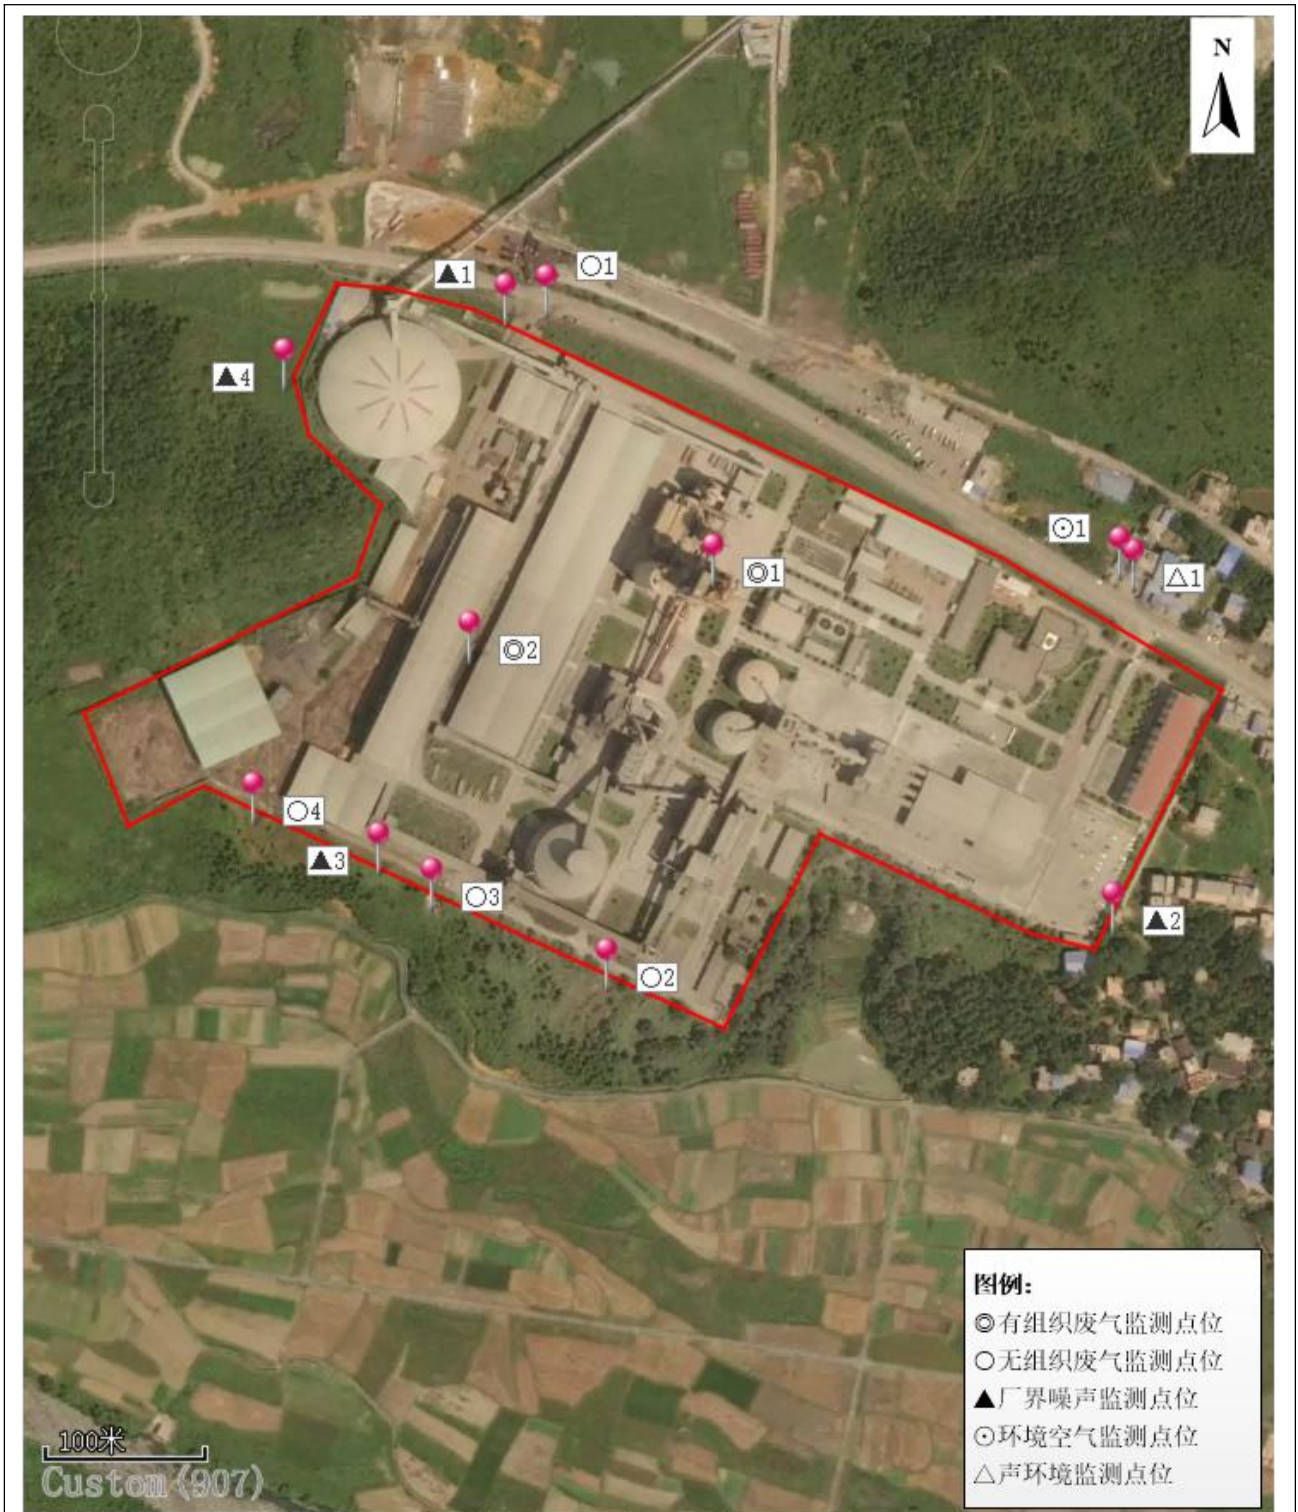 N
▲1
○1
▲4
⊙1
◎1
△1
◎2
○4
▲3
○3
▲2
○2
图例:
◎有组织废气监测点位
○无组织废气监测点位
▲厂界噪声监测点位
⊙环境空气监测点位
△声环境监测点位
100米
Custom(907)